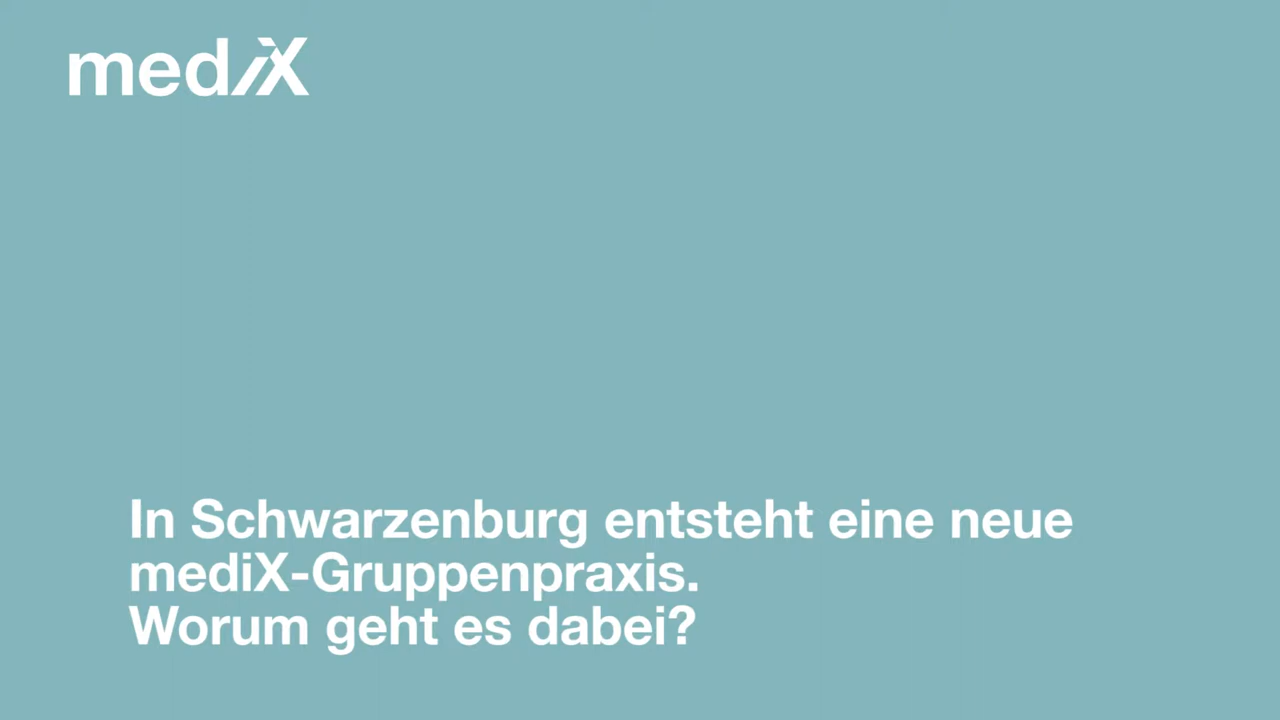 mediX
In Schwarzenburg entsteht eine neue
mediX-Gruppenpraxis.
Worum geht es dabei?